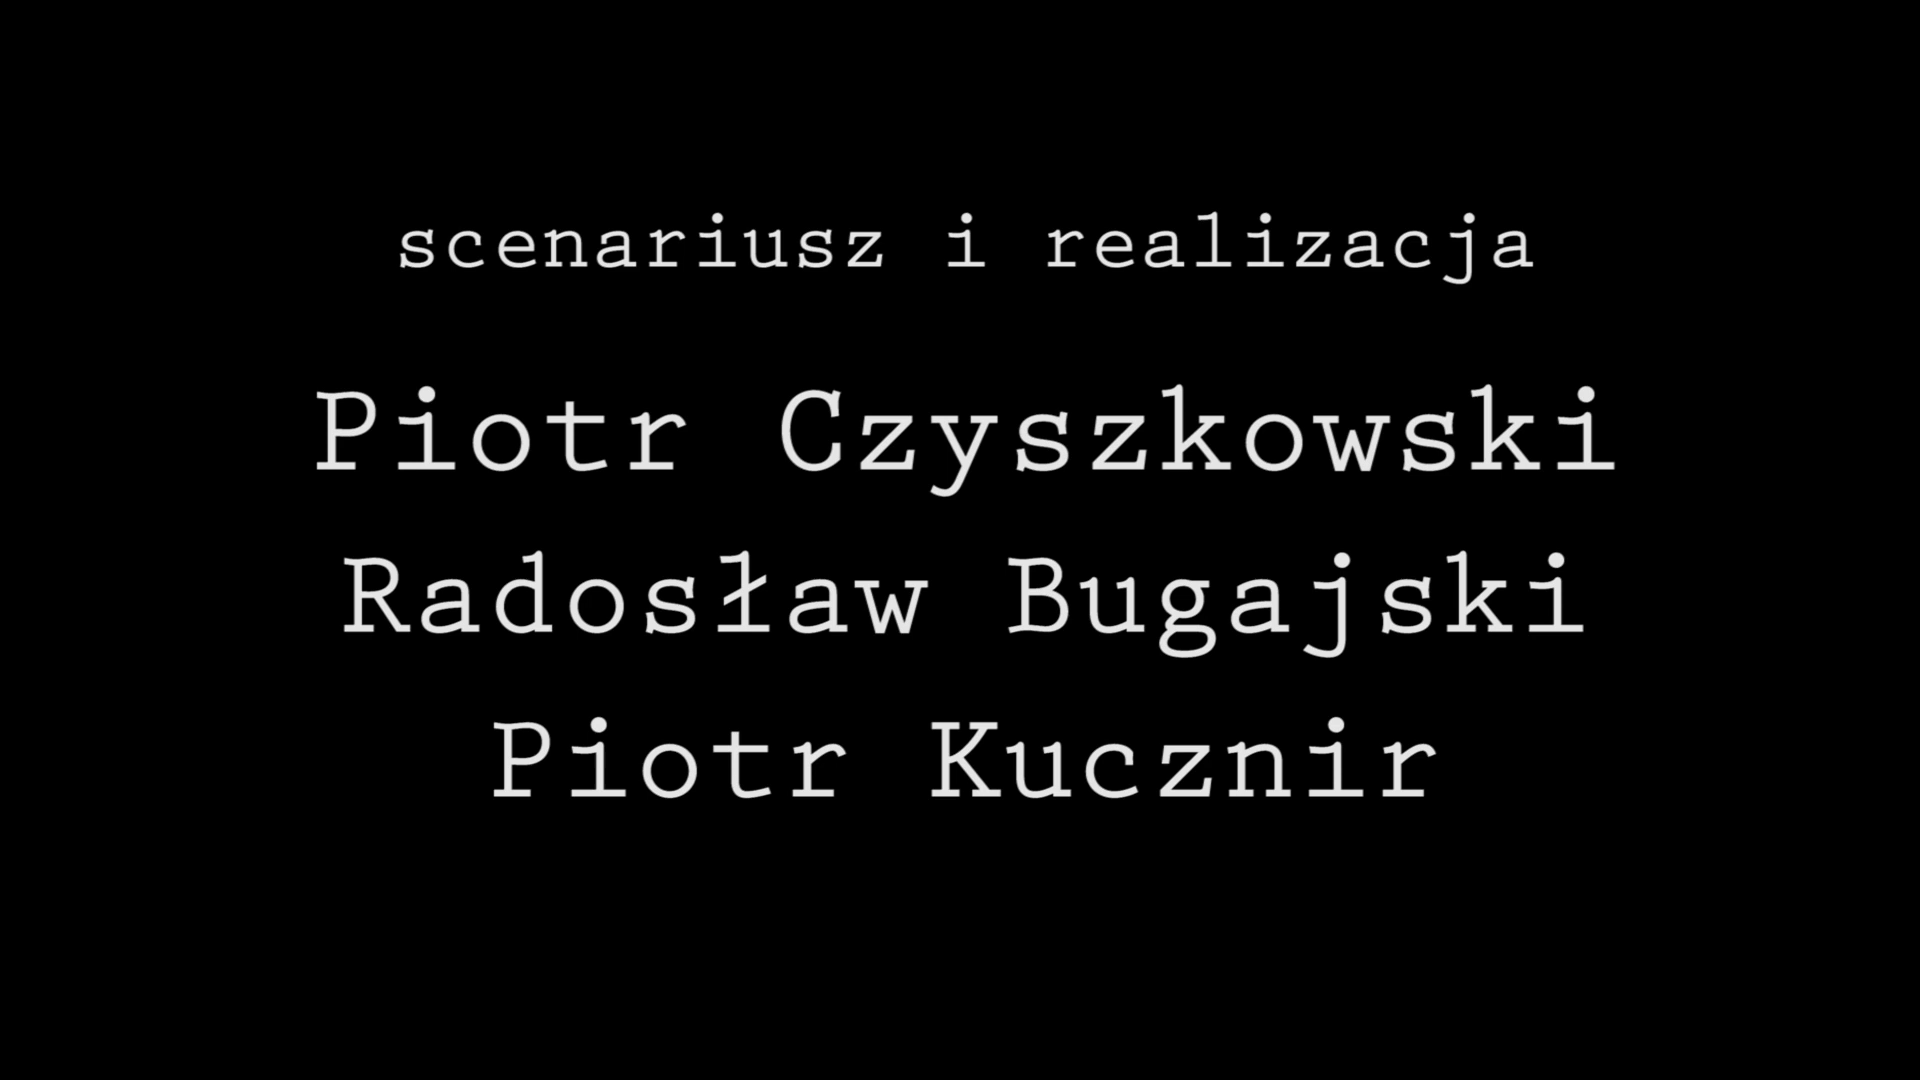 scenariusz i realizacja
Piotr Czyszkowski
Radosław Bugajski
Piotr Kucznir